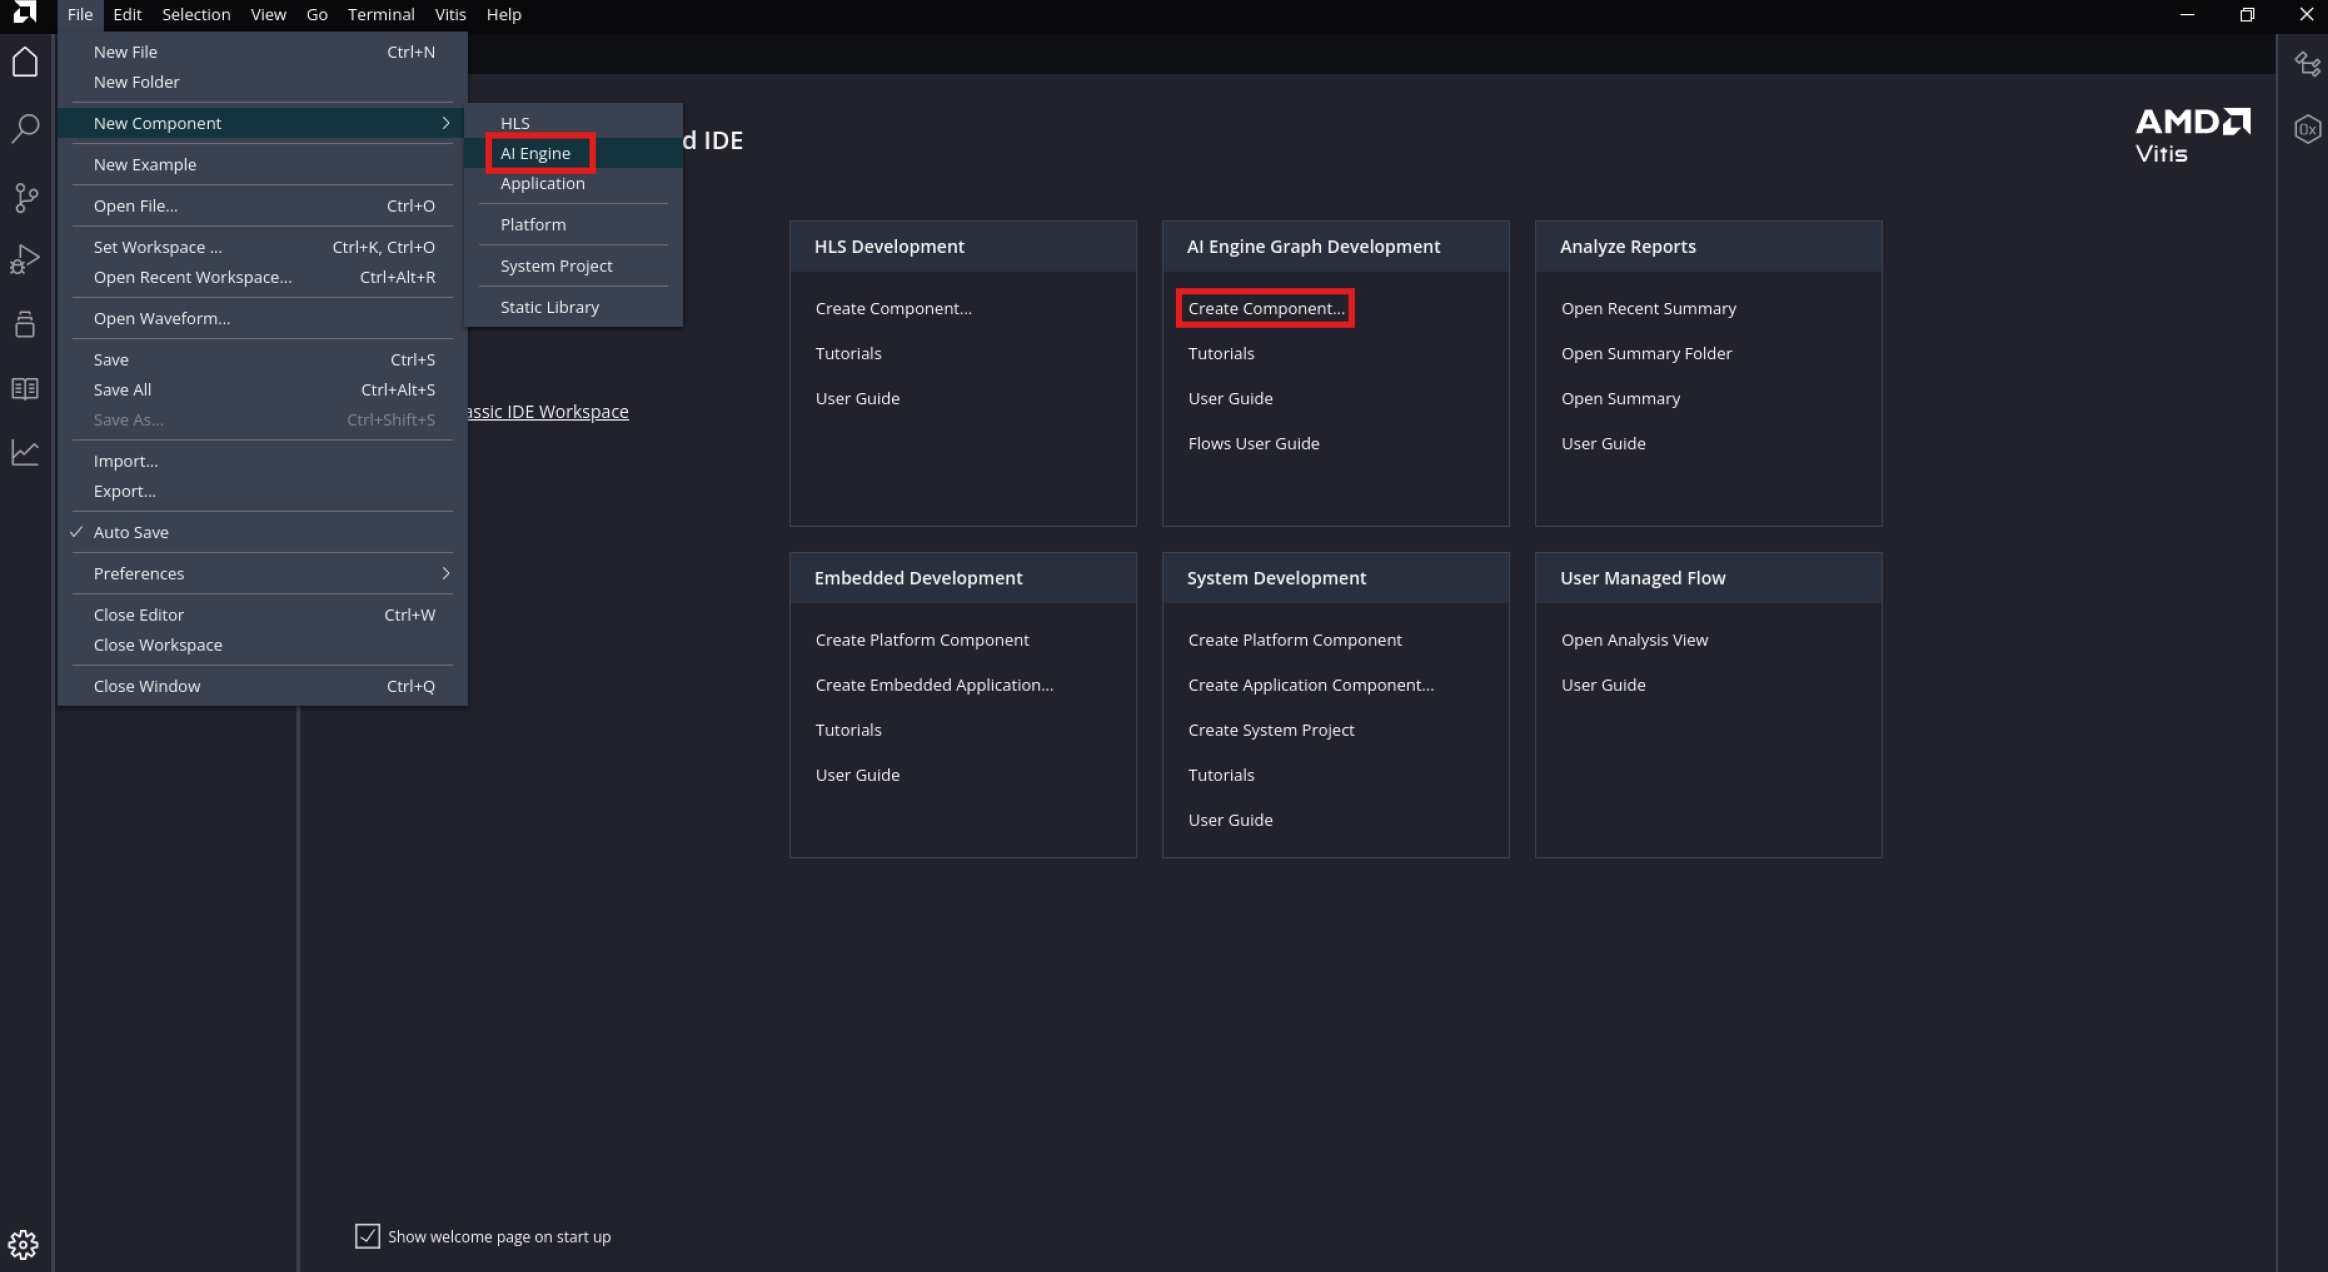 File Edit Selection View Go Terminal Vitis Help
New File Ctrl+N
New Folder
New Component
New Example
Open File... Ctrl+O
Set Workspace ... Ctrl+K, Ctrl+O
Open Recent Workspace... Ctrl+Alt+R
Open Waveform...
Save Ctrl+S
Save All Ctrl+Alt+S
Save As... Ctrl+Shift+S
Import...
Export...
Auto Save
Preferences
Close Editor Ctrl+W
Close Workspace
Close Window Ctrl+Q
HLS
AI Engine
Application
Platform
System Project
Static Library
d IDE
AMD
Vitis
0x
assic IDE Workspace
HLS Development
Create Component...
Tutorials
User Guide
AI Engine Graph Development
Create Component...
Tutorials
User Guide
Flows User Guide
Analyze Reports
Open Recent Summary
Open Summary Folder
Open Summary
User Guide
Embedded Development
Create Platform Component
Create Embedded Application...
Tutorials
User Guide
System Development
Create Platform Component
Create Application Component...
Create System Project
Tutorials
User Guide
User Managed Flow
Open Analysis View
User Guide
Show welcome page on start up